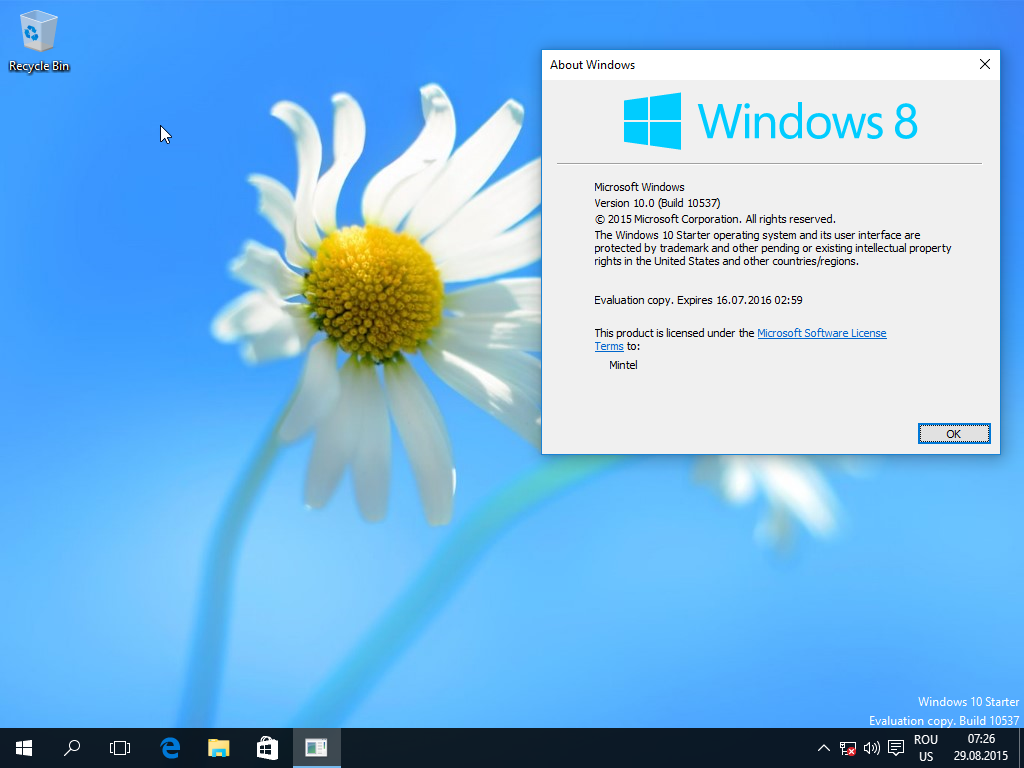 Recycle Bin
About Windows
Windows 8
Microsoft Windows
Version 10.0 (Build 10537)
© 2015 Microsoft Corporation. All rights reserved.
The Windows 10 Starter operating system and its user interface are
protected by trademark and other pending or existing intellectual property
rights in the United States and other countries/regions.
Evaluation copy. Expires 16.07.2016 02:59
This product is licensed under the Microsoft Software License
Terms to:
Mintel
OK
Windows 10 Starter
Evaluation copy. Build 10537
ROU
US
07:26
29.08.2015